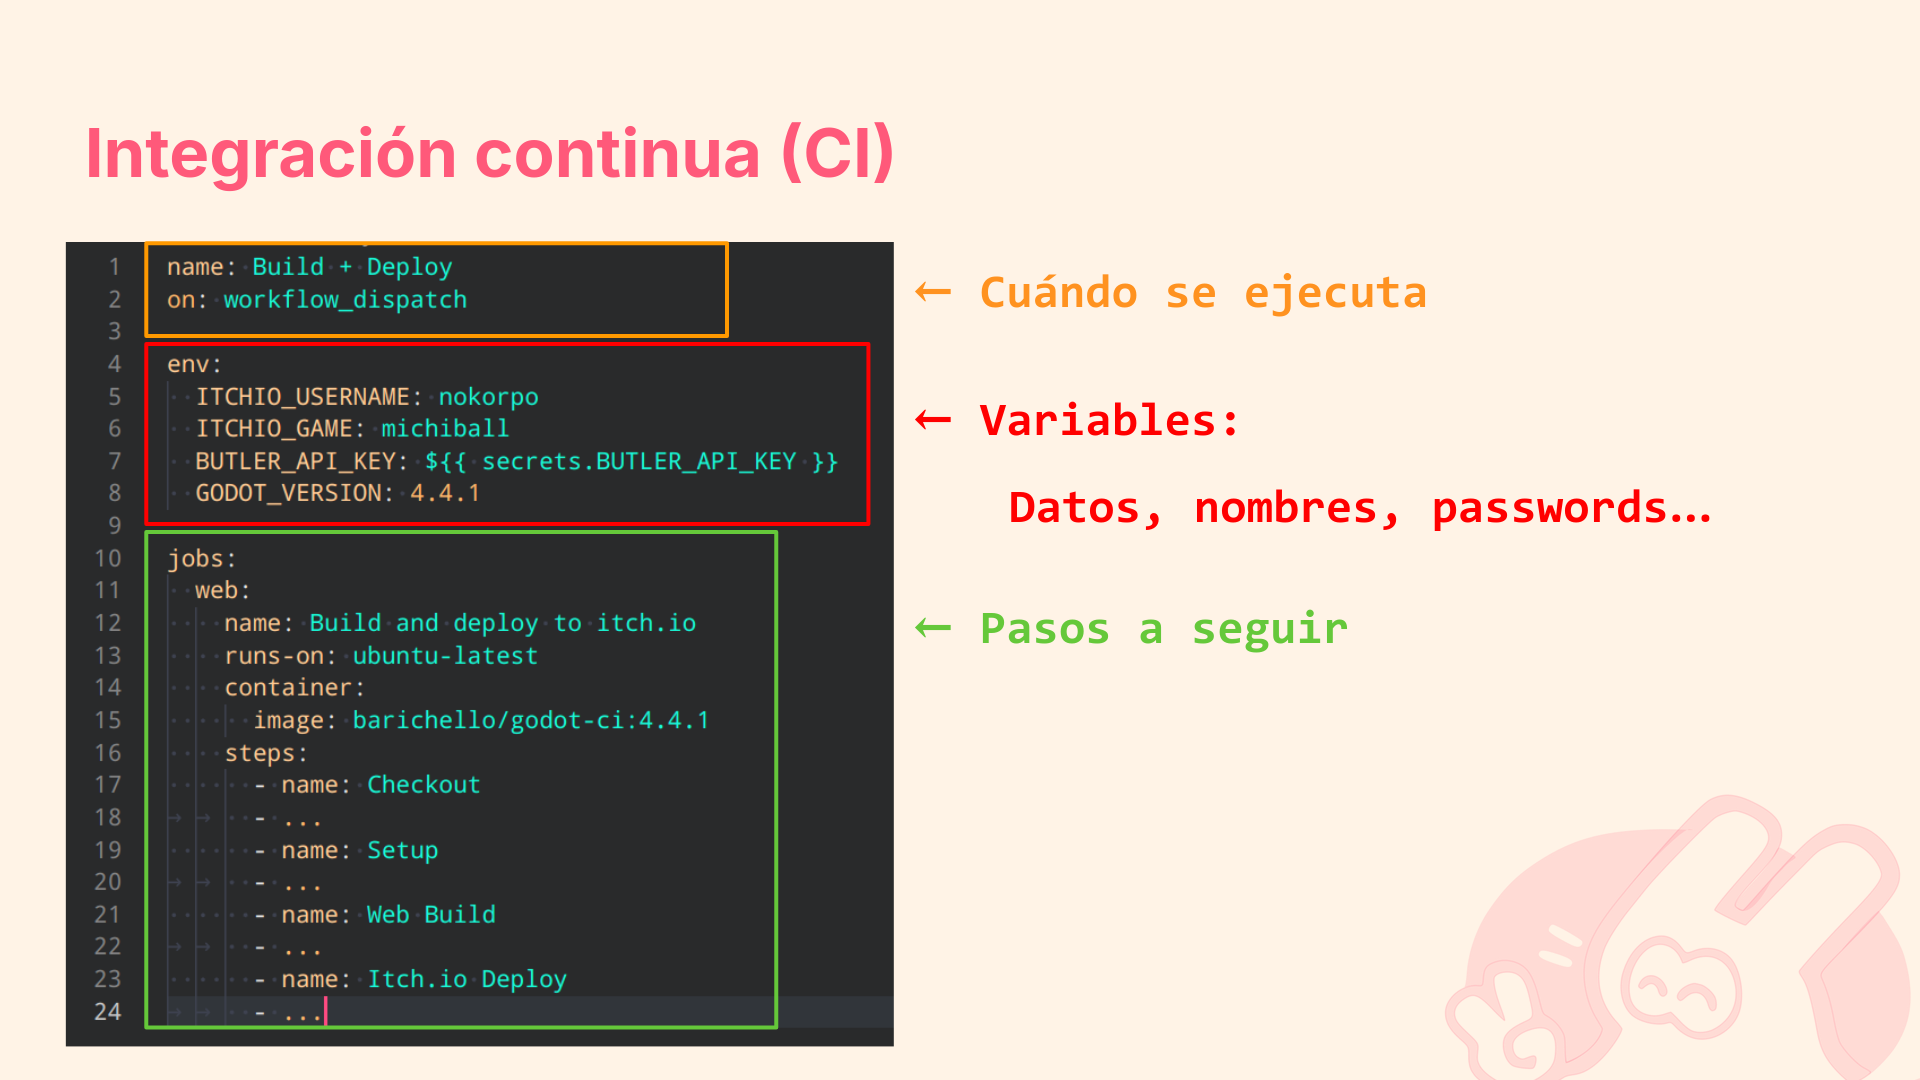 Integración continua (CI)
1 name: Build + Deploy
2 on: workflow_dispatch
3
4 env:
5 ITCHIO_USERNAME: nokorpo
6 ITCHIO_GAME: michiball
7 BUTLER_API_KEY: ${{ secrets.BUTLER_API_KEY }}
8 GODOT_VERSION: 4.4.1
9
10 jobs:
11 web:
12 name: Build and deploy to itch.io
13 runs-on: ubuntu-latest
14 container:
15 image: barichello/godot-ci:4.4.1
16 steps:
17 - name: Checkout
18 - ...
19 - name: Setup
20 - ...
21 - name: Web Build
22 - ...
23 - name: Itch.io Deploy
24 - ...
← Cuándo se ejecuta
← Variables:
Datos, nombres, passwords…
← Pasos a seguir